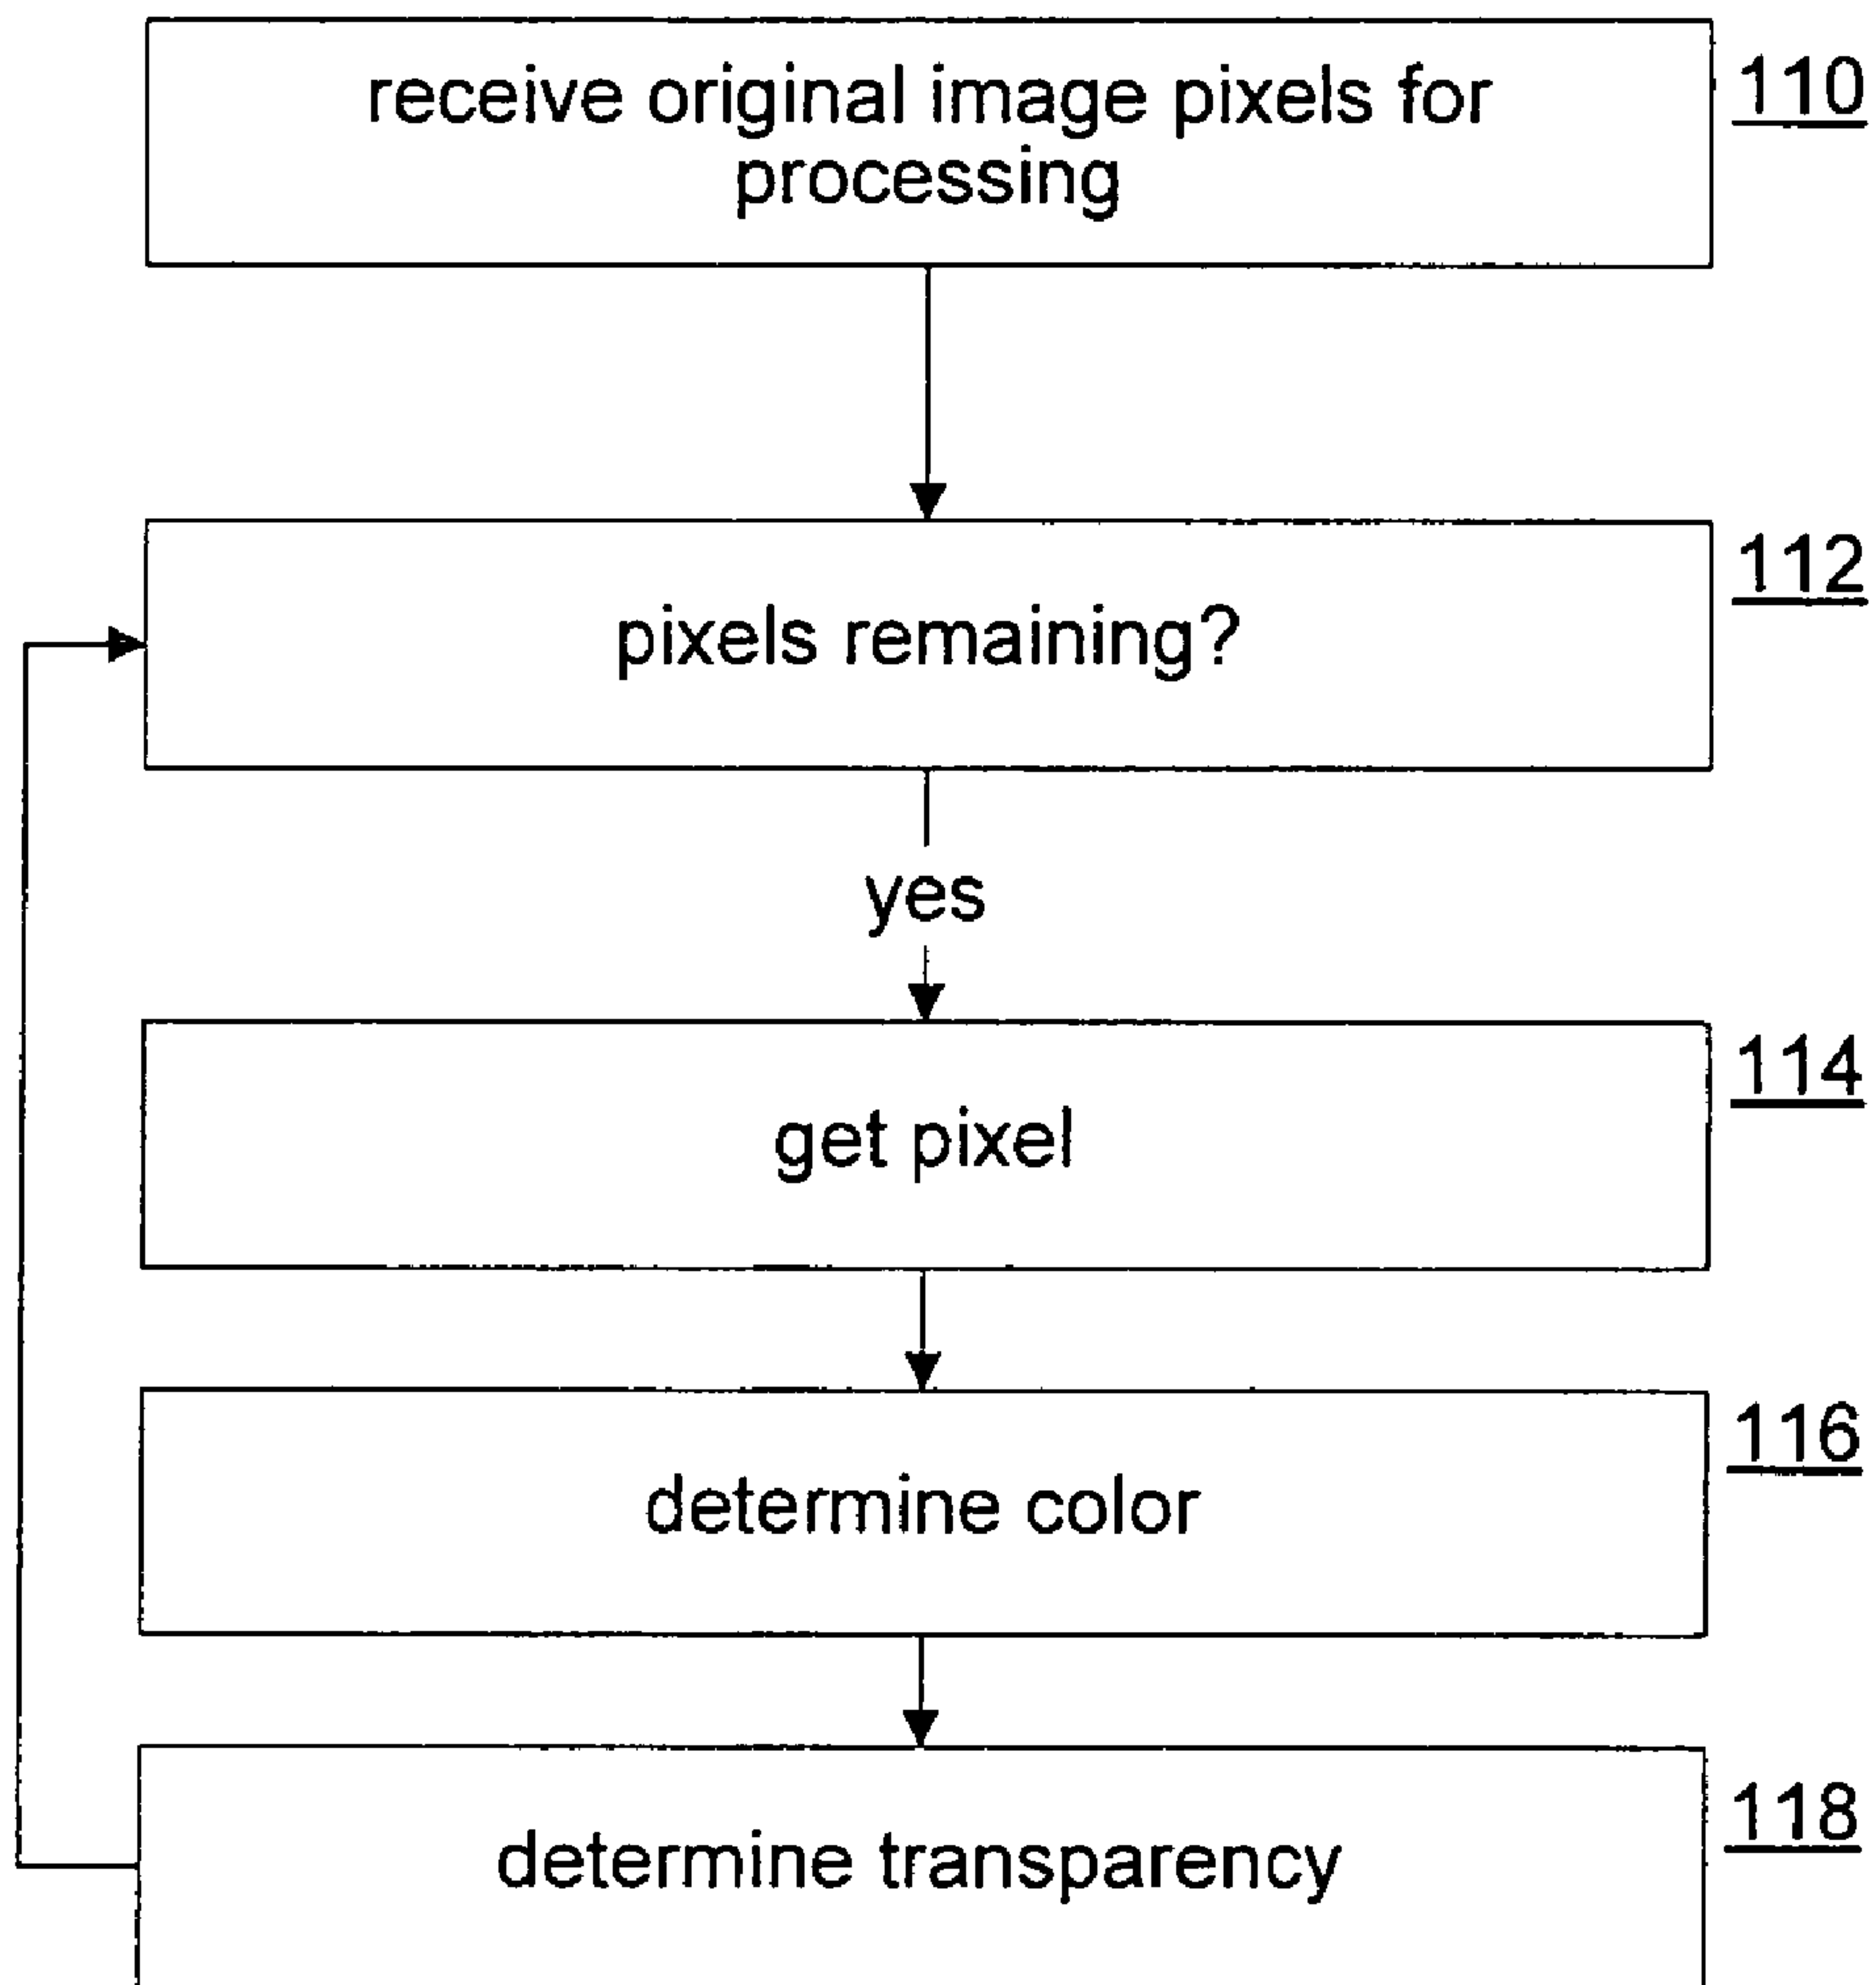 receive original image pixels for
processing
110
pixels remaining?
112
yes
get pixel
114
determine color
116
determine transparency
118